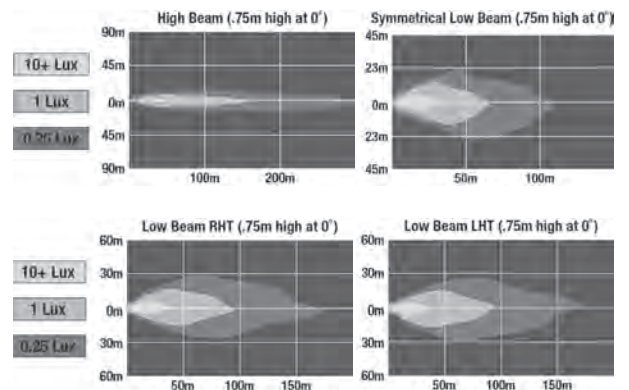 High Beam (.75m high at 0°)
90m
45m
0m
45m
90m
100m
200m
Symmetrical Low Beam (.75m high at 0°)
45m
23m
0m
23m
45m
50m
100m
10+ Lux
1 Lux
0.25 Lux
Low Beam RHT (.75m high at 0°)
60m
30m
0m
30m
60m
50m
100m
150m
Low Beam LHT (.75m high at 0°)
60m
30m
0m
30m
60m
50m
100m
150m
10+ Lux
1 Lux
0.25 Lux